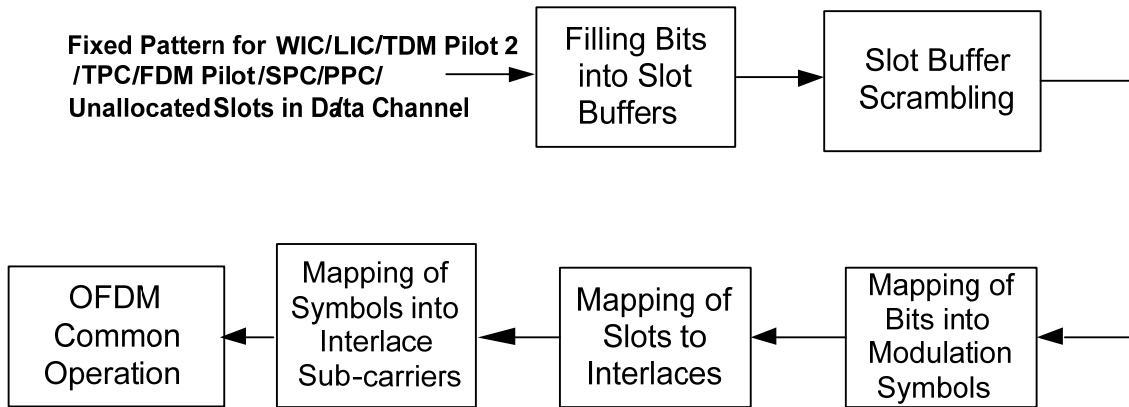 Fixed Pattern for WIC/LIC/TDM Pilot 2
/TPC/FDM Pilot/SPC/PPC/
Unallocated Slots in Data Channel
Filling Bits
into Slot
Buffers
Slot Buffer
Scrambling
OFDM
Common
Operation
Mapping of
Symbols into
Interlace
Sub-carriers
Mapping of
Slots to
Interlaces
Mapping of
Bits into
Modulation
Symbols